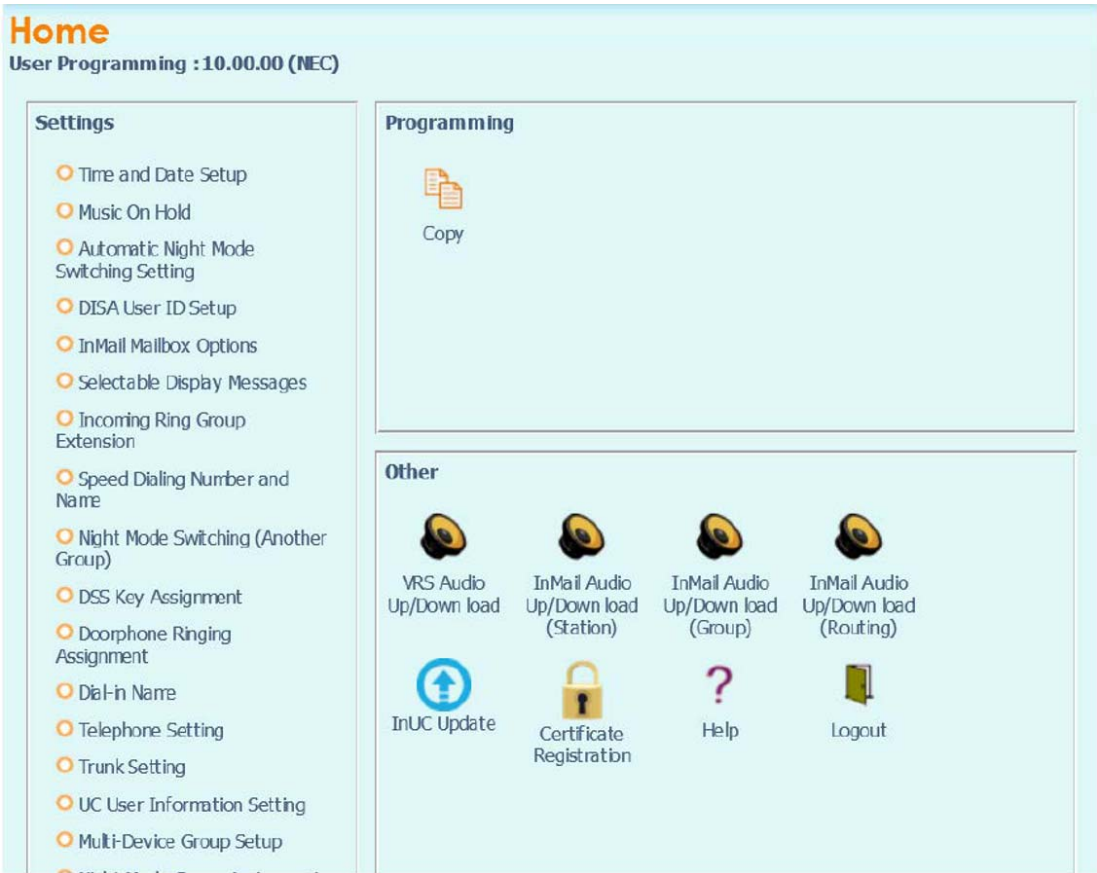 Home
User Programming : 10.00.00 (NEC)
Settings
Time and Date Setup
Music On Hold
Automatic Night Mode
Switching Setting
DISA User ID Setup
InMail Mailbox Options
Selectable Display Messages
Incoming Ring Group
Extension
Speed Dialing Number and
Name
Night Mode Switching (Another
Group)
DSS Key Assignment
Doorphone Ringing
Assignment
Dial-in Name
Telephone Setting
Trunk Setting
UC User Information Setting
Multi-Device Group Setup
Programming
Copy
Other
VRS Audio
Up/Down load
InMail Audio
Up/Down load
(Station)
InMail Audio
Up/Down load
(Group)
InMail Audio
Up/Down load
(Routing)
InUC Update
Certificate
Registration
Help
Logout